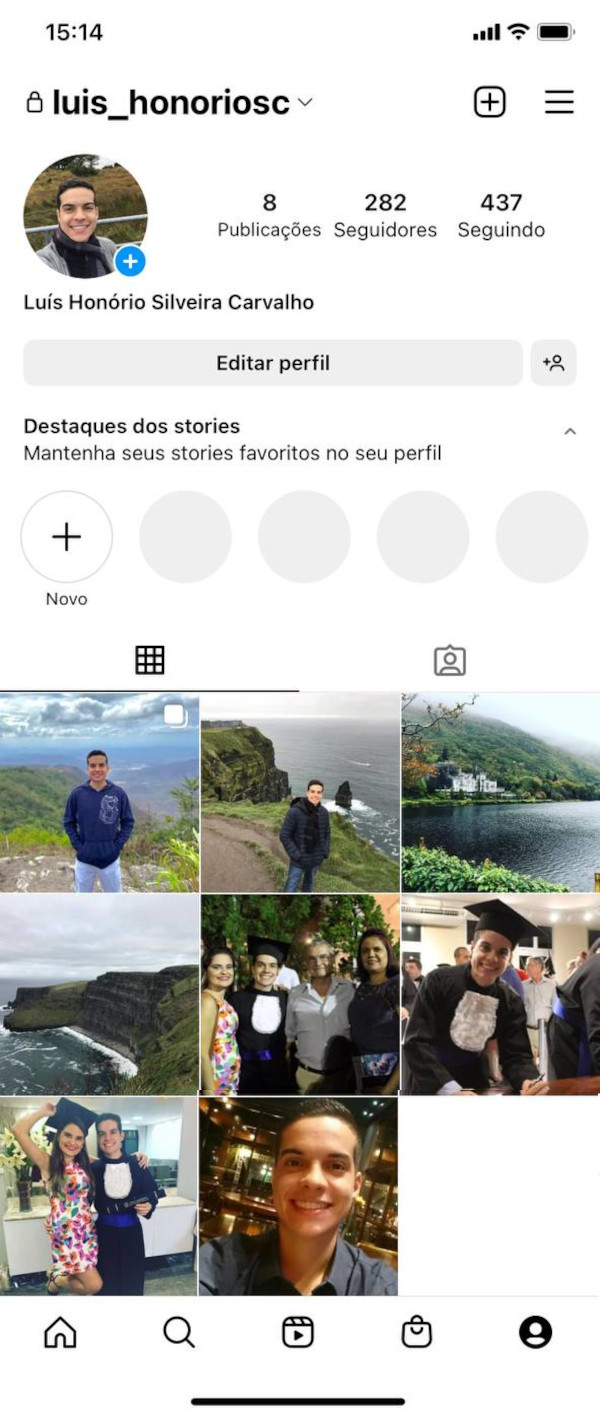 15:14
luis_honoriosc
8 282 437
Publicações Seguidores Seguindo
Luís Honório Silveira Carvalho
Editar perfil
Destaques dos stories
Mantenha seus stories favoritos no seu perfil
Novo